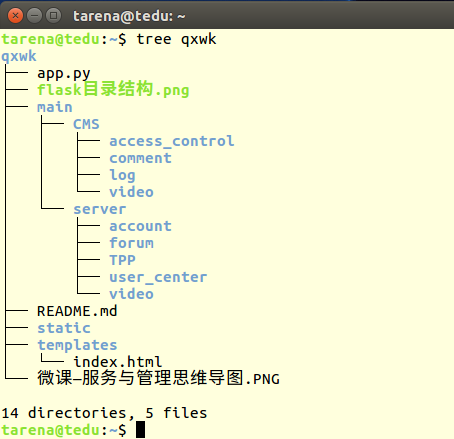 tarena@tedu: ~
tarena@tedu:~$ tree qxwk
qxwk
├── app.py
├── flask目录结构.png
├── main
│   ├── CMS
│   │   ├── access_control
│   │   ├── comment
│   │   ├── log
│   │   └── video
│   └── server
│       ├── account
│       ├── forum
│       ├── TPP
│       ├── user_center
│       └── video
├── README.md
├── static
├── templates
│   └── index.html
└── 微课—服务与管理思维导图.PNG

14 directories, 5 files
tarena@tedu:~$